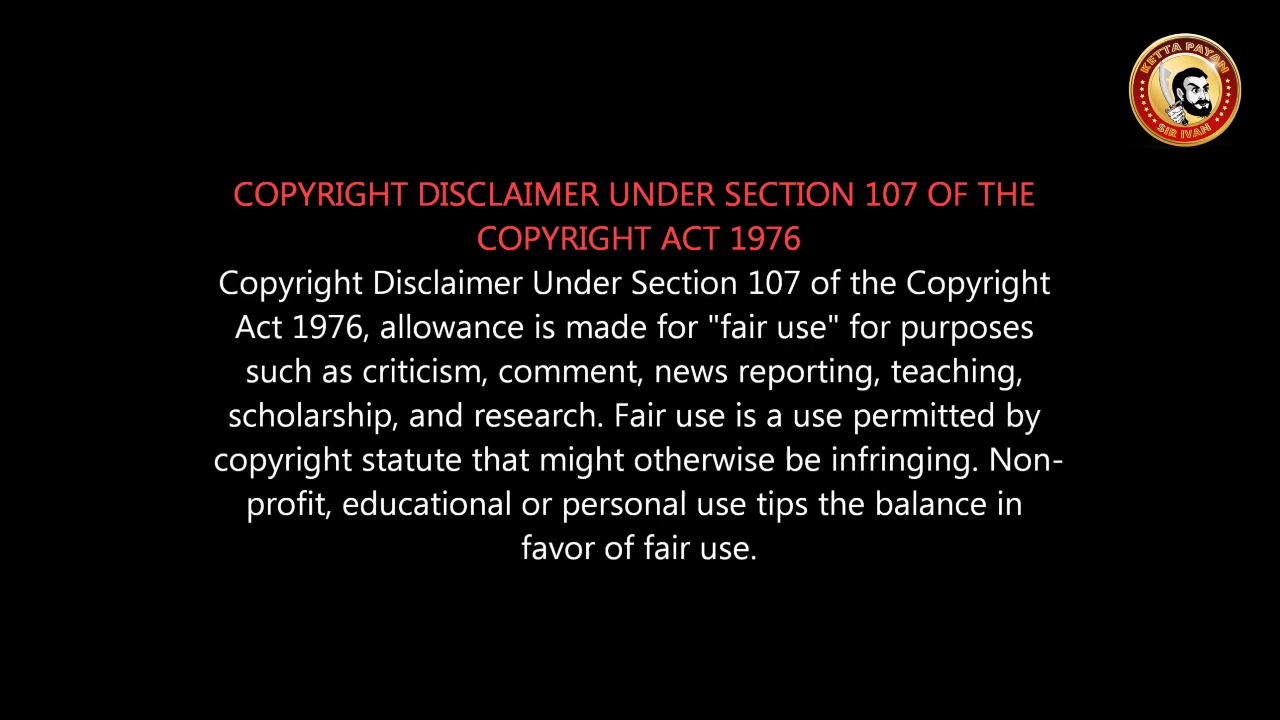 KETTA PAYAN
SIR IVAN
COPYRIGHT DISCLAIMER UNDER SECTION 107 OF THE
COPYRIGHT ACT 1976
Copyright Disclaimer Under Section 107 of the Copyright
Act 1976, allowance is made for "fair use" for purposes
such as criticism, comment, news reporting, teaching,
scholarship, and research. Fair use is a use permitted by
copyright statute that might otherwise be infringing. Non-
profit, educational or personal use tips the balance in
favor of fair use.